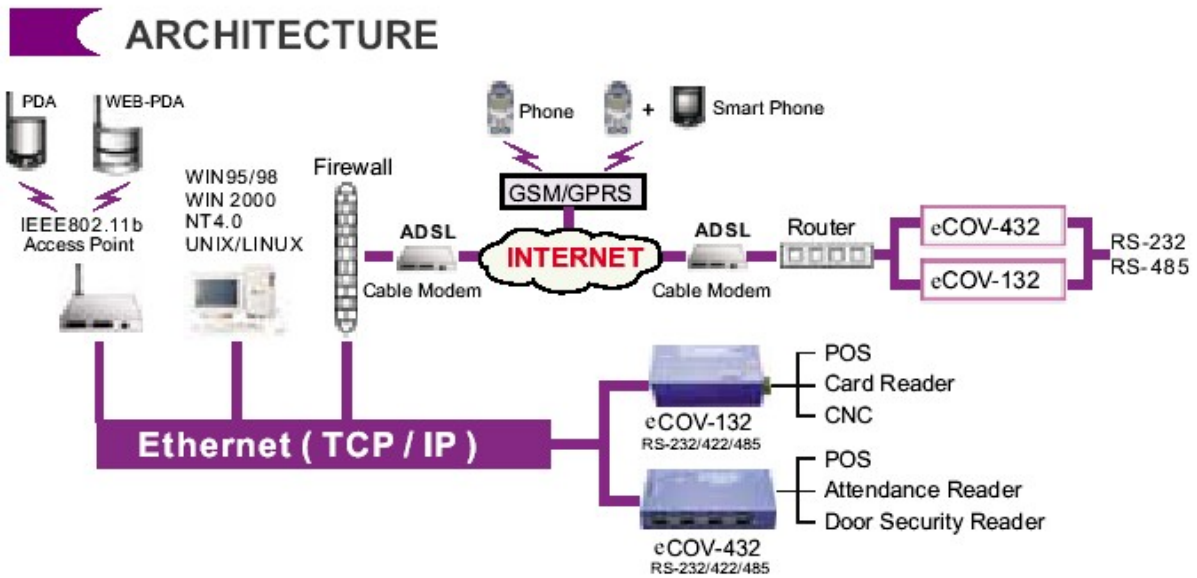 ARCHITECTURE
PDA
WEB-PDA
IEEE802.11b
Access Point
WIN95/98
WIN 2000
NT4.0
UNIX/LINUX
Firewall
ADSL
Cable Modem
Phone
+
Smart Phone
GSM/GPRS
INTERNET
ADSL
Cable Modem
Router
eCOV-432
eCOV-132
RS-232
RS-485
Ethernet ( TCP / IP )
eCOV-132
RS-232/422/485
POS
Card Reader
CNC
eCOV-432
RS-232/422/485
POS
Attendance Reader
Door Security Reader